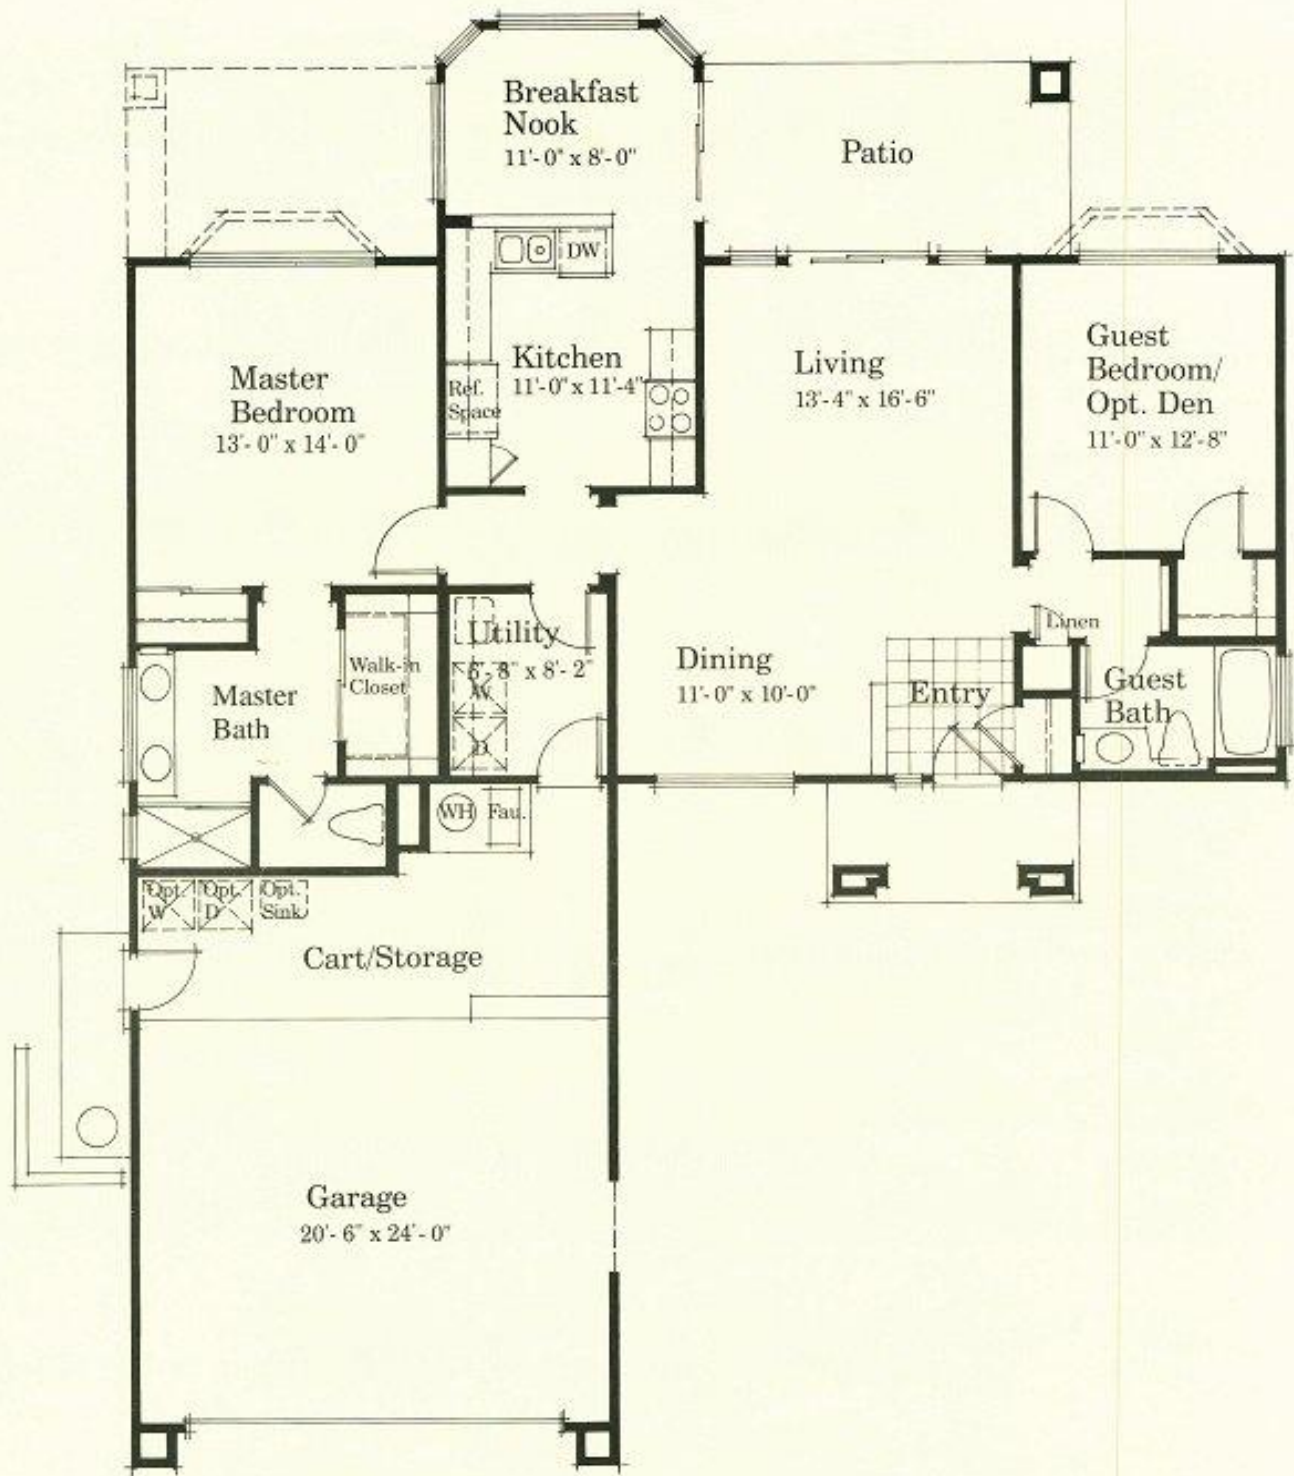 Breakfast
Nook
11'-0" x 8'-0"
Patio
DW
Master
Bedroom
13'-0" x 14'-0"
Kitchen
11'-0" x 11'-4"
Ref.
Space
Living
13'-4" x 16'-6"
Guest
Bedroom/
Opt. Den
11'-0" x 12'-8"
Utility
8'-2"
W
D
Walk-in
Closet
Master
Bath
Dining
11'-0" x 10'-0"
Entry
Linen
Guest
Bath
WH
Fau.
Opt.
W
Opt.
D
Opt.
Sink
Cart/Storage
Garage
20'-6" x 24'-0"